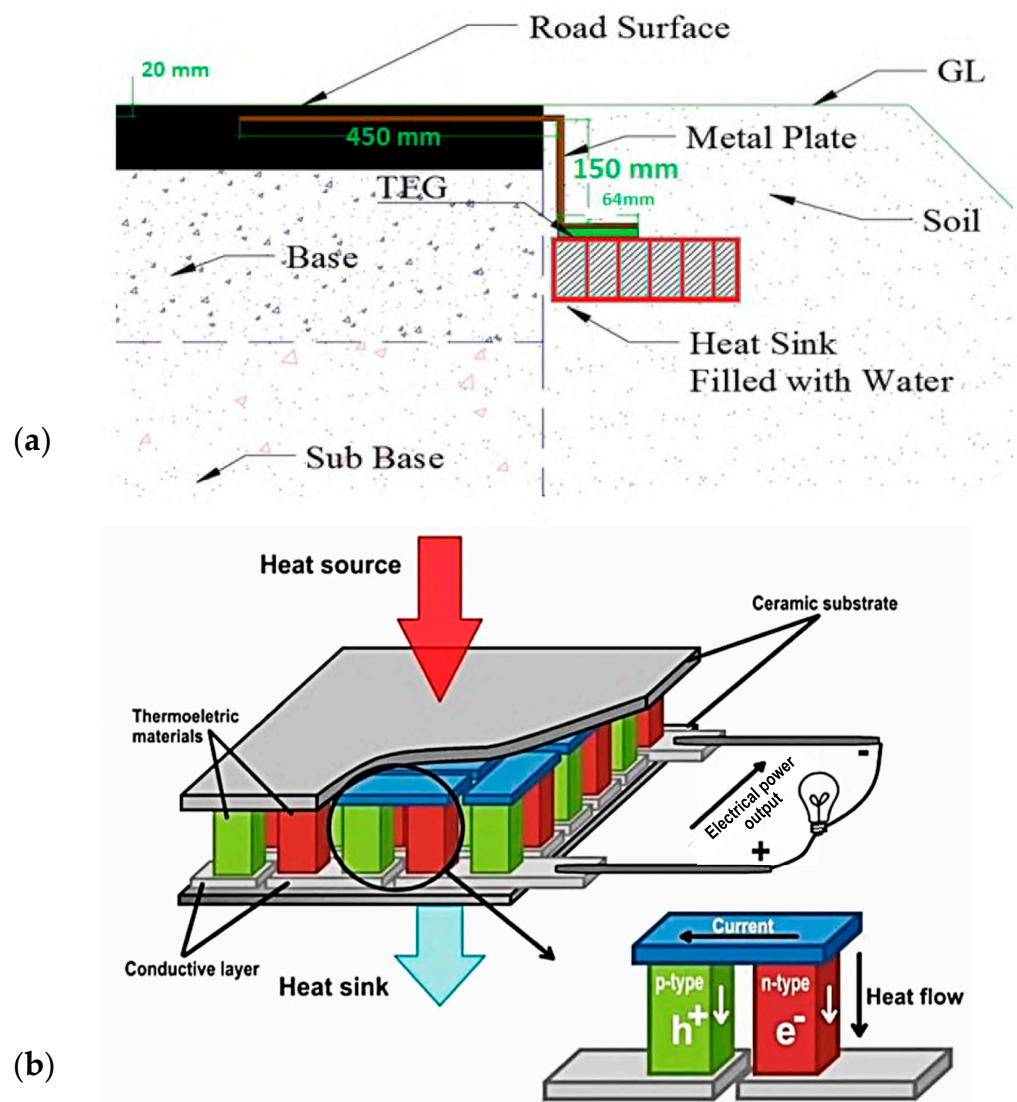 Road Surface
20 mm
GL
450 mm
Metal Plate
150 mm
TEG
64mm
Soil
Base
Heat Sink
Filled with Water
(a)
Sub Base
Heat source
Ceramic substrate
Thermoeletric
materials
-
Electrical power
output
+
Current
Conductive layer
Heat sink
p-type
n-type
Heat flow
h+
e-
(b)